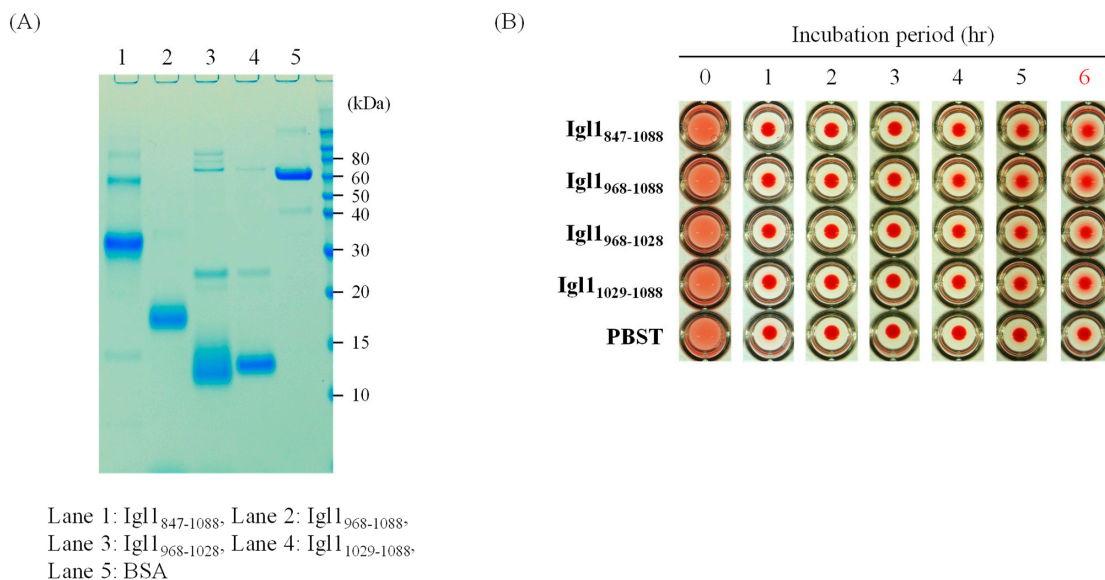 (A)
1 2 3 4 5
(kDa)
80
60
50
40
30
20
15
10
Lane 1: Igl1847-1088, Lane 2: Igl1968-1088,
Lane 3: Igl1968-1028, Lane 4: Igl11029-1088,
Lane 5: BSA
(B)
Incubation period (hr)
0 1 2 3 4 5 6
Igl1847-1088
Igl1968-1088
Igl1968-1028
Igl11029-1088
PBST